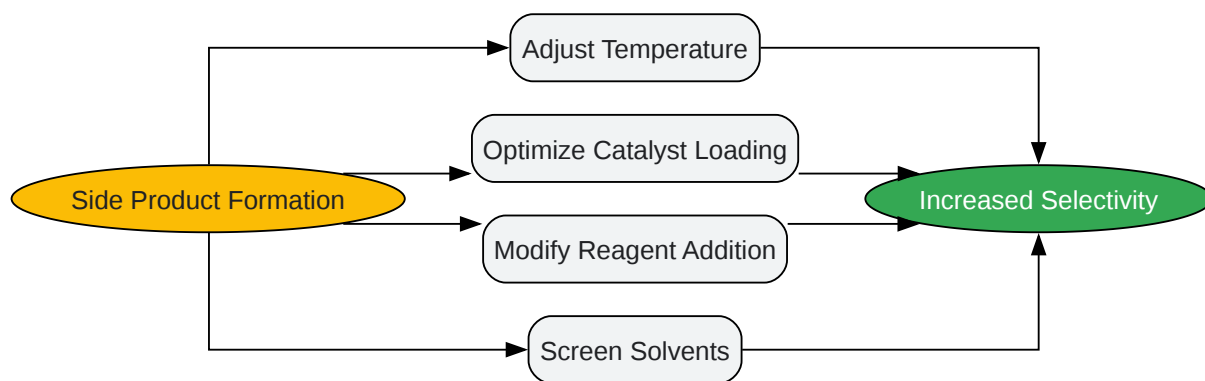 Adjust Temperature
Optimize Catalyst Loading
Side Product Formation
Increased Selectivity
Modify Reagent Addition
Screen Solvents